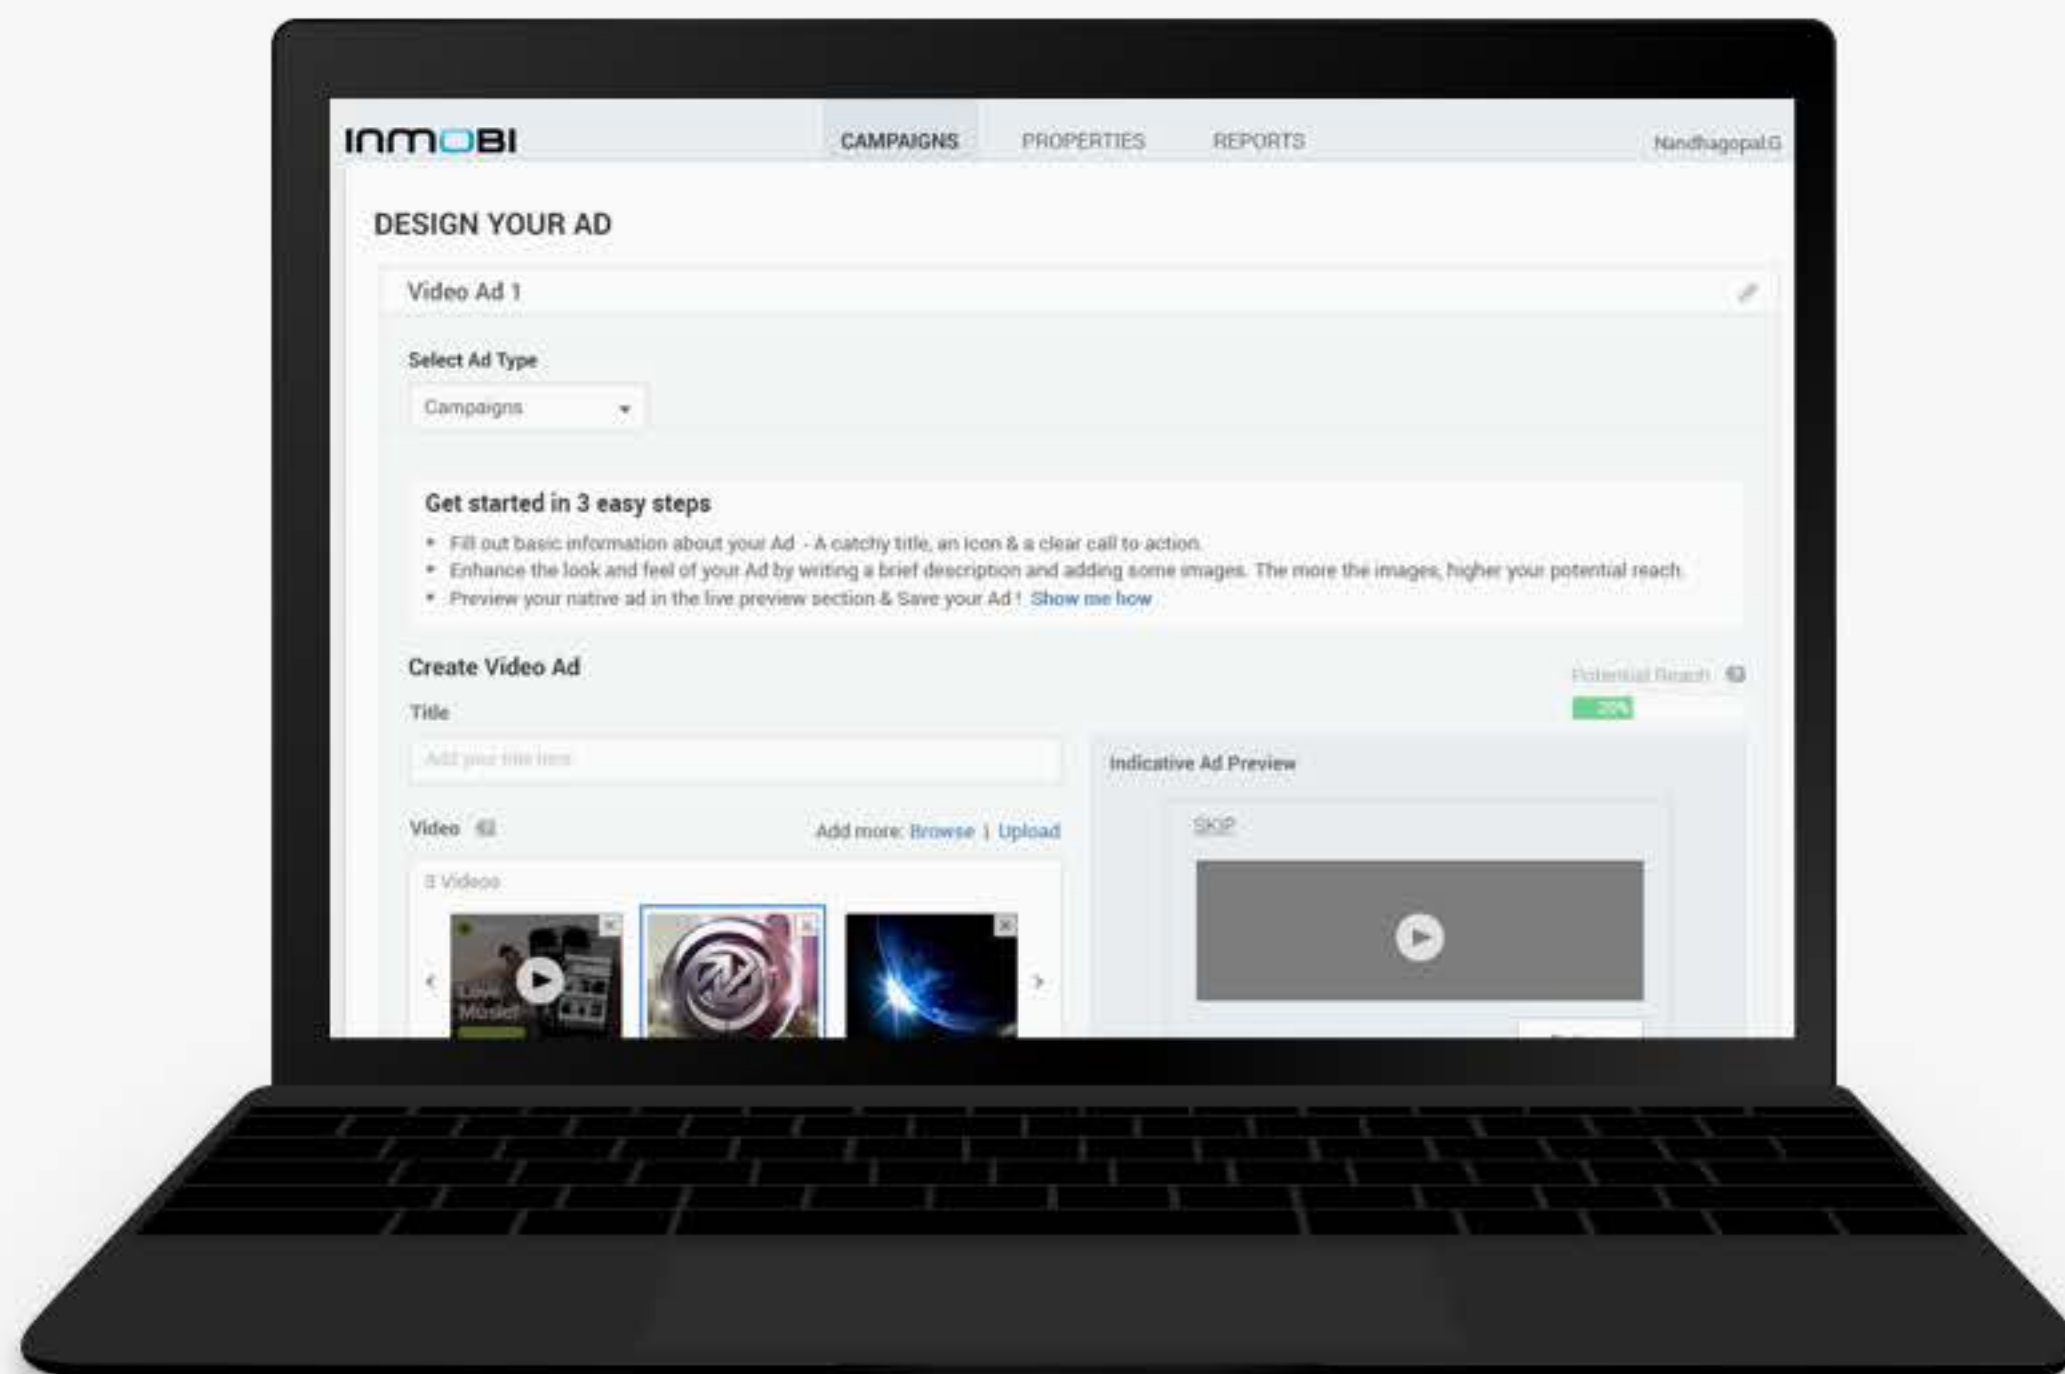 INMOBI
CAMPAIGNS PROPERTIES REPORTS Nandhagopal.G
DESIGN YOUR AD
Video Ad 1
Select Ad Type
Campaigns
Get started in 3 easy steps
• Fill out basic information about your Ad - A catchy title, an Icon & a clear call to action.
• Enhance the look and feel of your Ad by writing a brief description and adding some images. The more the images, higher your potential reach.
• Preview your native ad in the live preview section & Save your Ad ! Show me how
Create Video Ad
Potential Reach
20%
Title
Add your title here
Indicative Ad Preview
Video Add more: Browse | Upload
SKIP
3 Videos
Music!